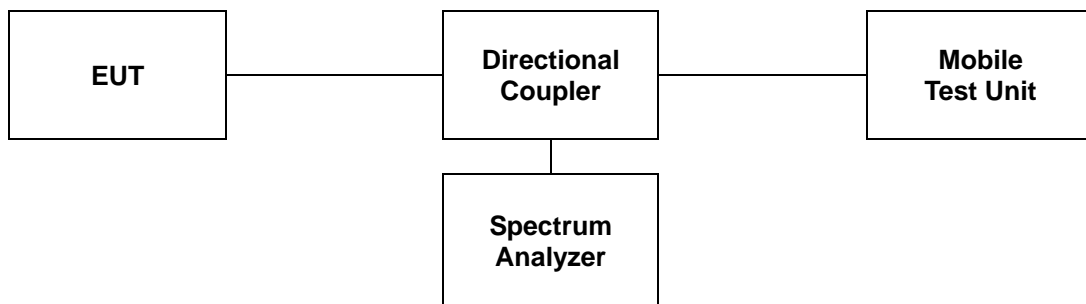 EUT
Directional
Coupler
Mobile
Test Unit
Spectrum
Analyzer